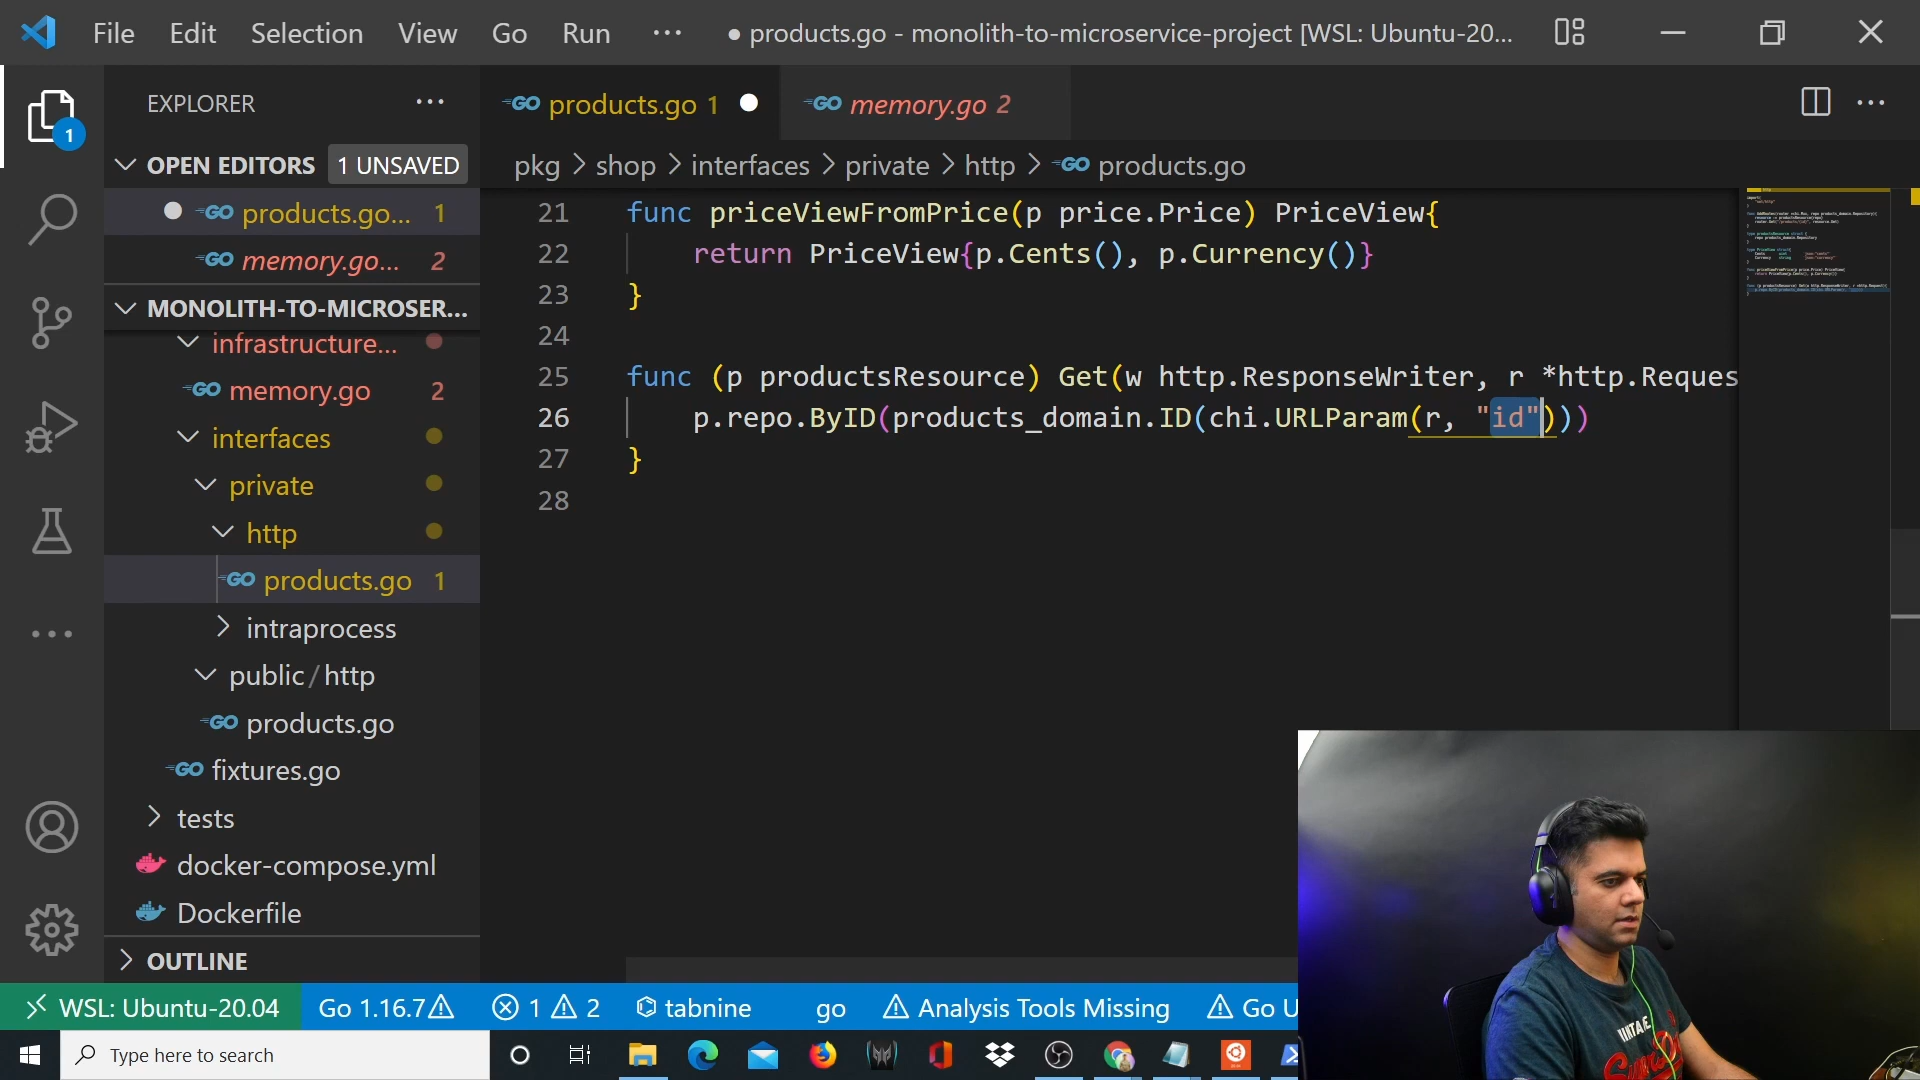 File Edit Selection View Go Run ··· ● products.go - monolith-to-microservice-project [WSL: Ubuntu-20...
EXPLORER ···
1
OPEN EDITORS 1 UNSAVED
products.go... 1
memory.go... 2
MONOLITH-TO-MICROSER...
infrastructure...
memory.go 2
interfaces
private
http
products.go 1
intraprocess
public/http
products.go
fixtures.go
tests
docker-compose.yml
Dockerfile
OUTLINE
products.go 1
memory.go 2
pkg > shop > interfaces > private > http > products.go
21 func priceViewFromPrice(p price.Price) PriceView{
22 return PriceView{p.Cents(), p.Currency()}
23 }
24
25 func (p productsResource) Get(w http.ResponseWriter, r *http.Reques
26 p.repo.ByID(products_domain.ID(chi.URLParam(r, "id")))
27 }
28
WSL: Ubuntu-20.04 Go 1.16.7 1 2 tabnine go Analysis Tools Missing Go U
Type here to search